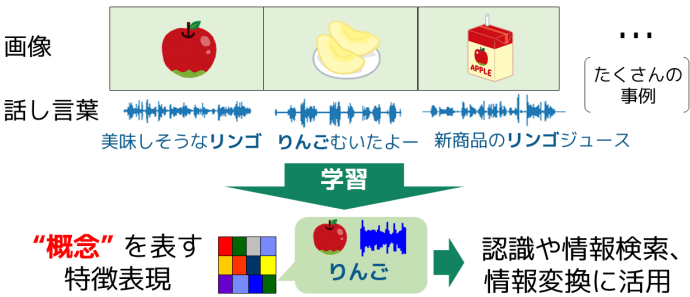 画像
APPLE
…
たくさんの
事例
話し言葉
美味しそうなリンゴ
りんごむいたよー
新商品のリンゴジュース
学習
“概念” を表す
特徴表現
りんご
認識や情報検索、
情報変換に活用